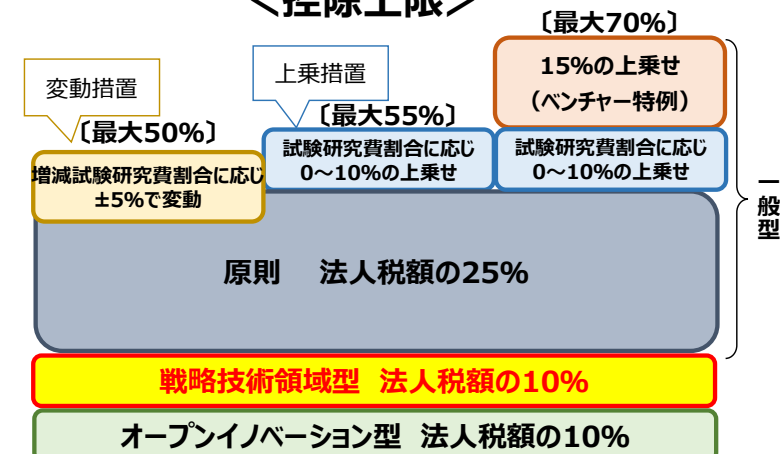 ＜控除上限＞
〔最大70%〕
15%の上乗せ
（ベンチャー特例）
変動措置
上乗措置
〔最大50%〕
〔最大55%〕
増減試験研究費割合に応じ
±5%で変動
試験研究費割合に応じ
0～10%の上乗せ
試験研究費割合に応じ
0～10%の上乗せ
一般型
原則　法人税額の25%
戦略技術領域型 法人税額の10%
オープンイノベーション型 法人税額の10%